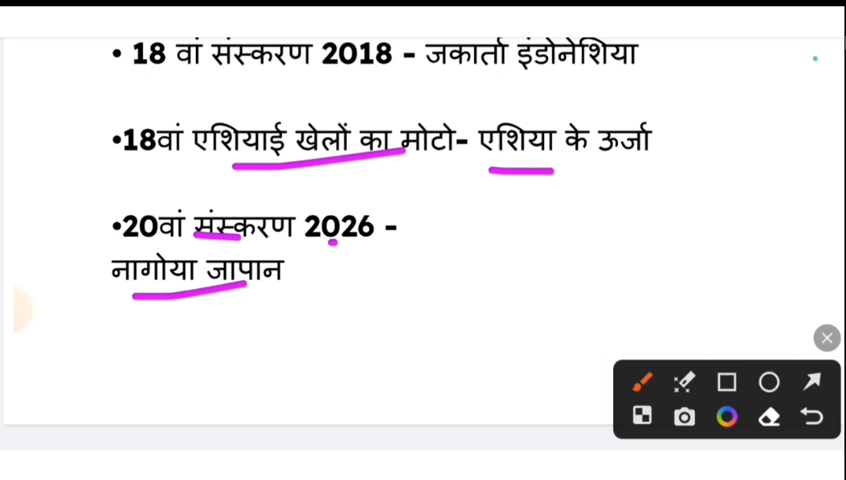 • 18 वां संस्करण 2018 - जकार्ता इंडोनेशिया
•18वां एशियाई खेलों का मोटो- एशिया के ऊर्जा
•20वां संस्करण 2026 -
नागोया जापान